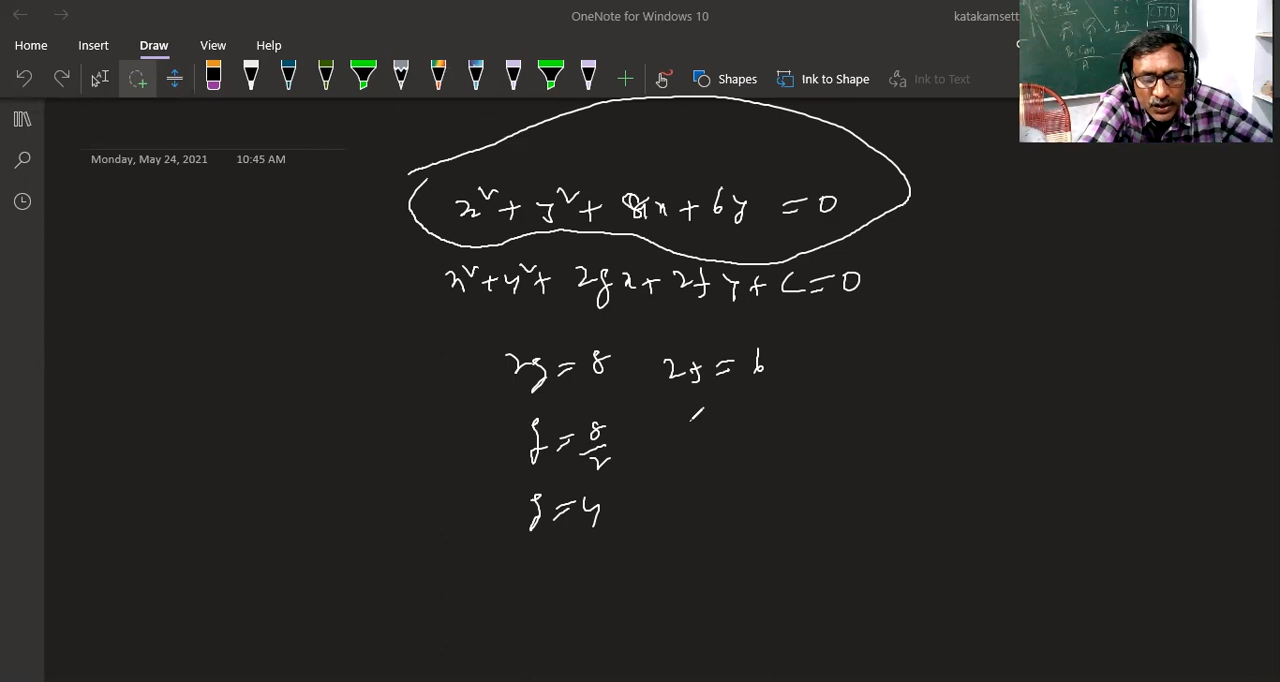 OneNote for Windows 10
katakamsett
Home Insert Draw View Help
Shapes Ink to Shape Ink to Text
Monday, May 24, 2021 10:45 AM
x² + y² + 8x + 6y = 0
x² + y² + 2gx + 2fy + c = 0
2g = 8 2f = 6
g = 8/2
g = 4